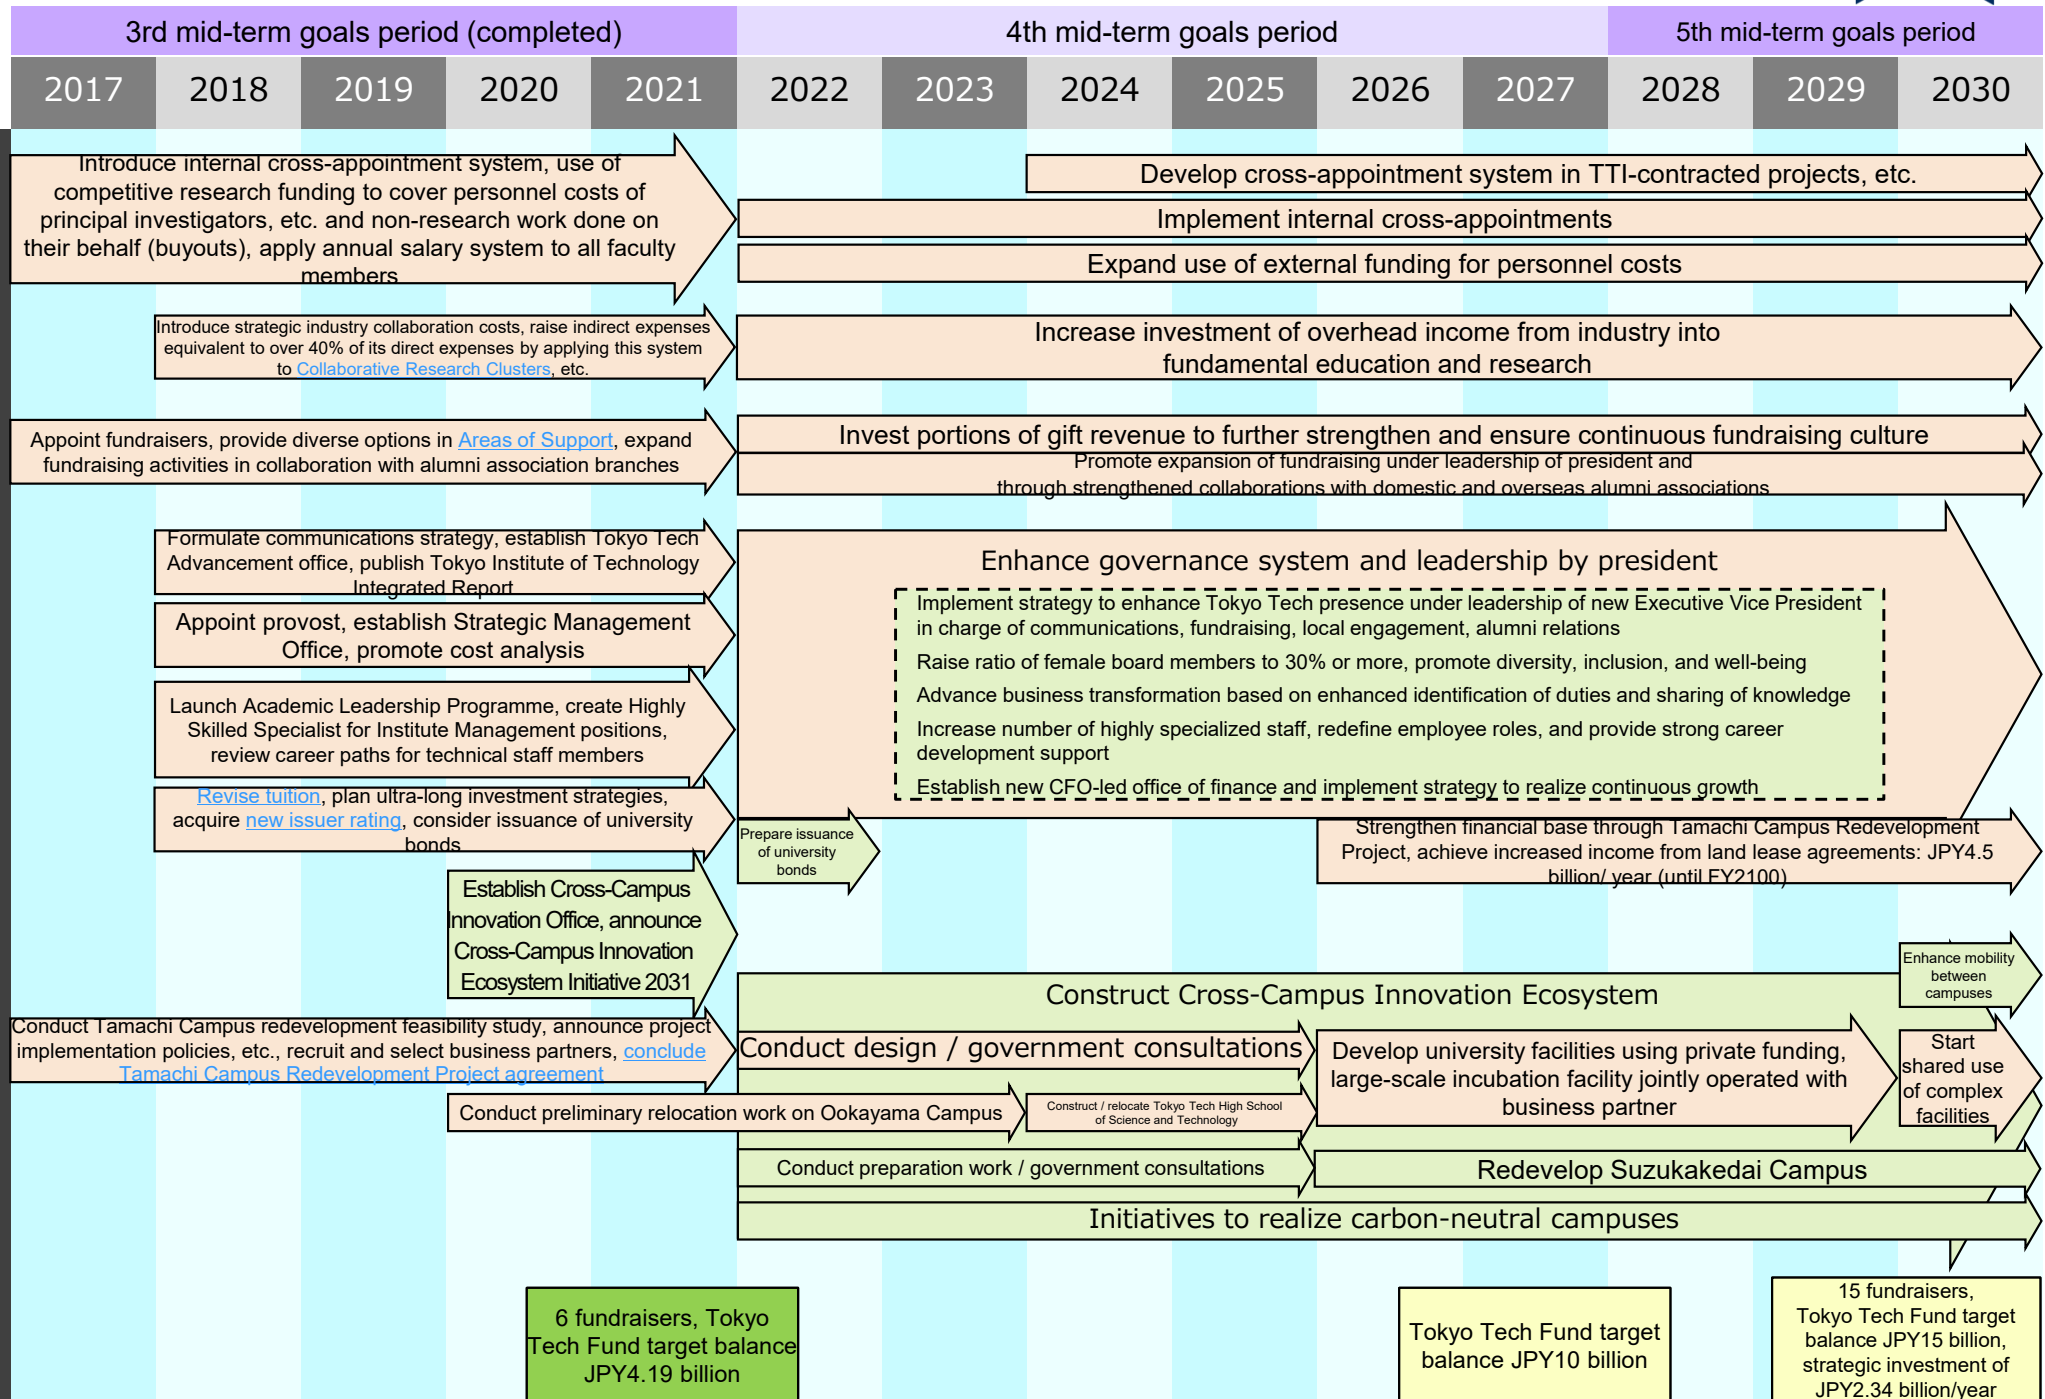 3rd mid-term goals period (completed)
4th mid-term goals period
5th mid-term goals period
2017
2018
2019
2020
2021
2022
2023
2024
2025
2026
2027
2028
2029
2030
Introduce internal cross-appointment system, use of
competitive research funding to cover personnel costs of
principal investigators, etc. and non-research work done on
their behalf (buyouts), apply annual salary system to all faculty
members
Develop cross-appointment system in TTI-contracted projects, etc.
Implement internal cross-appointments
Expand use of external funding for personnel costs
Introduce strategic industry collaboration costs, raise indirect expenses
equivalent to over 40% of its direct expenses by applying this system
to Collaborative Research Clusters, etc.
Increase investment of overhead income from industry into
fundamental education and research
Appoint fundraisers, provide diverse options in Areas of Support, expand
fundraising activities in collaboration with alumni association branches
Invest portions of gift revenue to further strengthen and ensure continuous fundraising culture
Promote expansion of fundraising under leadership of president and
through strengthened collaborations with domestic and overseas alumni associations
Formulate communications strategy, establish Tokyo Tech
Advancement office, publish Tokyo Institute of Technology
Integrated Report
Appoint provost, establish Strategic Management
Office, promote cost analysis
Launch Academic Leadership Programme, create Highly
Skilled Specialist for Institute Management positions,
review career paths for technical staff members
Revise tuition, plan ultra-long investment strategies,
acquire new issuer rating, consider issuance of university
bonds
Enhance governance system and leadership by president
Implement strategy to enhance Tokyo Tech presence under leadership of new Executive Vice President
in charge of communications, fundraising, local engagement, alumni relations
Raise ratio of female board members to 30% or more, promote diversity, inclusion, and well-being
Advance business transformation based on enhanced identification of duties and sharing of knowledge
Increase number of highly specialized staff, redefine employee roles, and provide strong career
development support
Establish new CFO-led office of finance and implement strategy to realize continuous growth
Prepare issuance
of university
bonds
Strengthen financial base through Tamachi Campus Redevelopment
Project, achieve increased income from land lease agreements: JPY4.5
billion/ year (until FY2100)
Establish Cross-Campus
Innovation Office, announce
Cross-Campus Innovation
Ecosystem Initiative 2031
Enhance mobility
between
campuses
Construct Cross-Campus Innovation Ecosystem
Conduct Tamachi Campus redevelopment feasibility study, announce project
implementation policies, etc., recruit and select business partners, conclude
Tamachi Campus Redevelopment Project agreement
Conduct design / government consultations
Develop university facilities using private funding,
large-scale incubation facility jointly operated with
business partner
Start
shared use
of complex
facilities
Conduct preliminary relocation work on Ookayama Campus
Construct / relocate Tokyo Tech High School
of Science and Technology
Conduct preparation work / government consultations
Redevelop Suzukakedai Campus
Initiatives to realize carbon-neutral campuses
6 fundraisers, Tokyo
Tech Fund target balance
JPY4.19 billion
Tokyo Tech Fund target
balance JPY10 billion
15 fundraisers,
Tokyo Tech Fund target
balance JPY15 billion,
strategic investment of
JPY2.34 billion/year